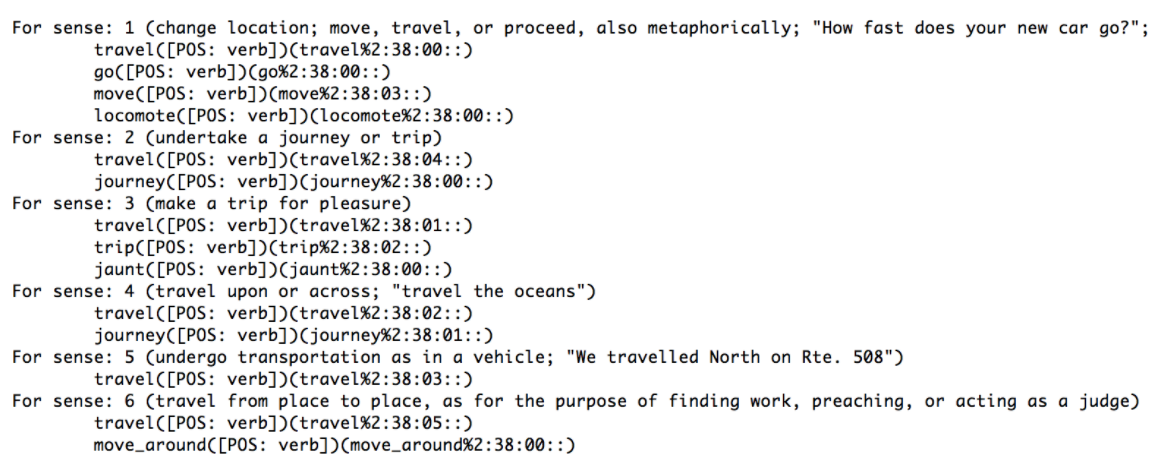 For sense: 1 (change location; move, travel, or proceed, also metaphorically; "How fast does your new car go?";
travel([POS: verb])(travel%2:38:00::)
go([POS: verb])(go%2:38:00::)
move([POS: verb])(move%2:38:03::)
locomote([POS: verb])(locomote%2:38:00::)
For sense: 2 (undertake a journey or trip)
travel([POS: verb])(travel%2:38:04::)
journey([POS: verb])(journey%2:38:00::)
For sense: 3 (make a trip for pleasure)
travel([POS: verb])(travel%2:38:01::)
trip([POS: verb])(trip%2:38:02::)
jaunt([POS: verb])(jaunt%2:38:00::)
For sense: 4 (travel upon or across; "travel the oceans")
travel([POS: verb])(travel%2:38:02::)
journey([POS: verb])(journey%2:38:01::)
For sense: 5 (undergo transportation as in a vehicle; "We travelled North on Rte. 508")
travel([POS: verb])(travel%2:38:03::)
For sense: 6 (travel from place to place, as for the purpose of finding work, preaching, or acting as a judge)
travel([POS: verb])(travel%2:38:05::)
move_around([POS: verb])(move_around%2:38:00::)